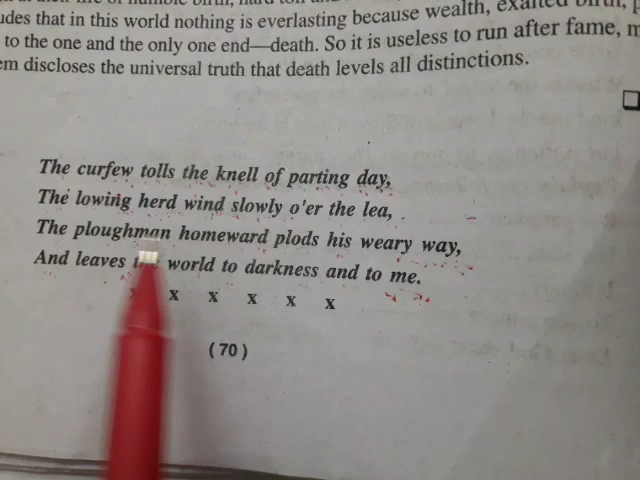 udes that in this world nothing is everlasting because wealth, exalted
to the one and the only one end—death. So it is useless to run after fame,
em discloses the universal truth that death levels all distinctions.
The curfew tolls the knell of parting day,
The lowing herd wind slowly o'er the lea,
The ploughman homeward plods his weary way,
And leaves world to darkness and to me.
x x x x x
( 70 )